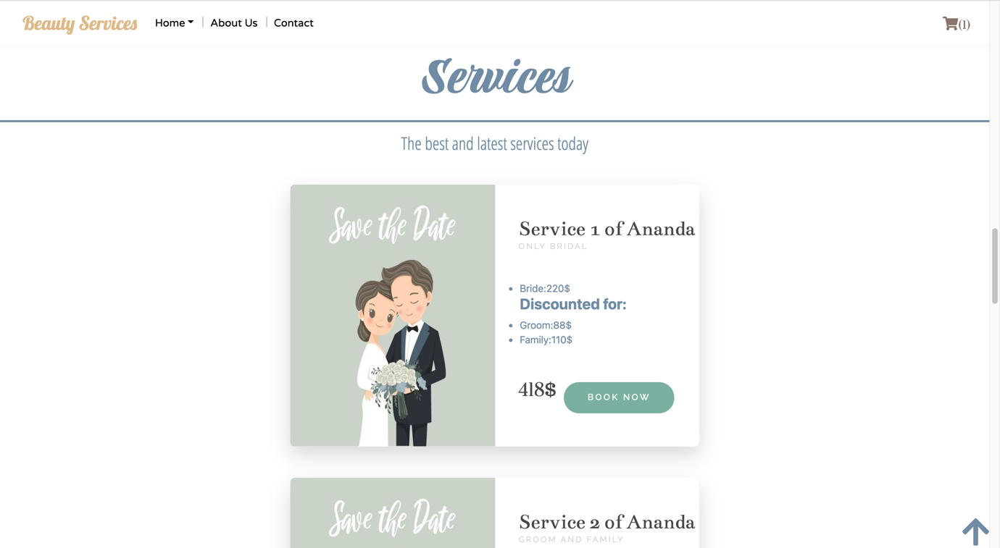 Beauty Services Home About Us Contact (1)
Services
The best and latest services today
Save the Date
Service 1 of Ananda
ONLY BRIDAL
Bride:220$
Discounted for:
Groom:88$
Family:110$
418$ BOOK NOW
Save the Date
Service 2 of Ananda
GROOM AND FAMILY